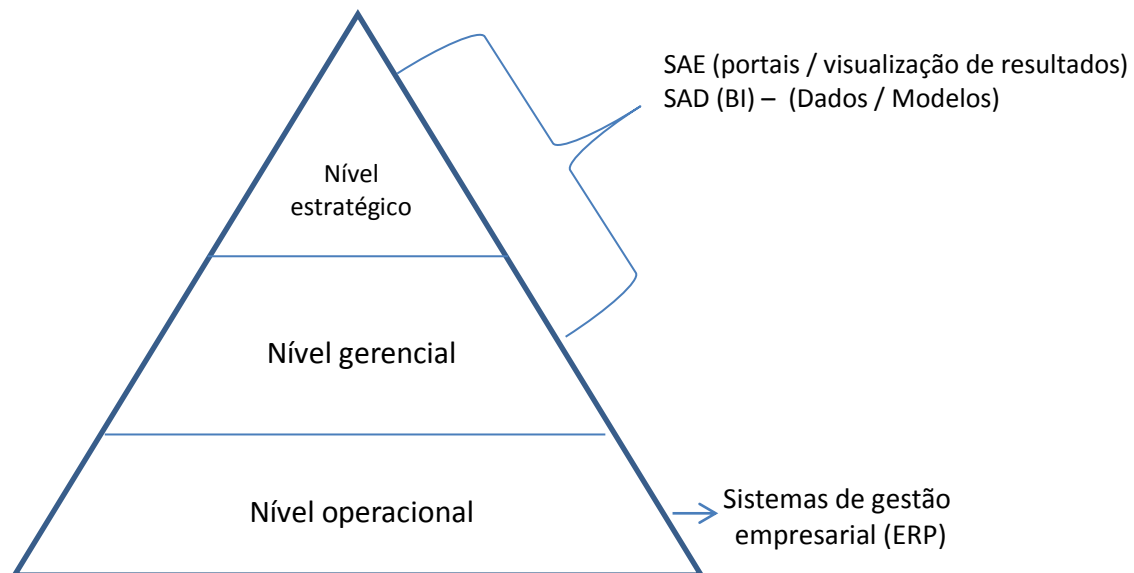 SAE (portais / visualização de resultados)
SAD (BI) – (Dados / Modelos)
Nível
estratégico
Nível gerencial
Nível operacional
Sistemas de gestão
empresarial (ERP)